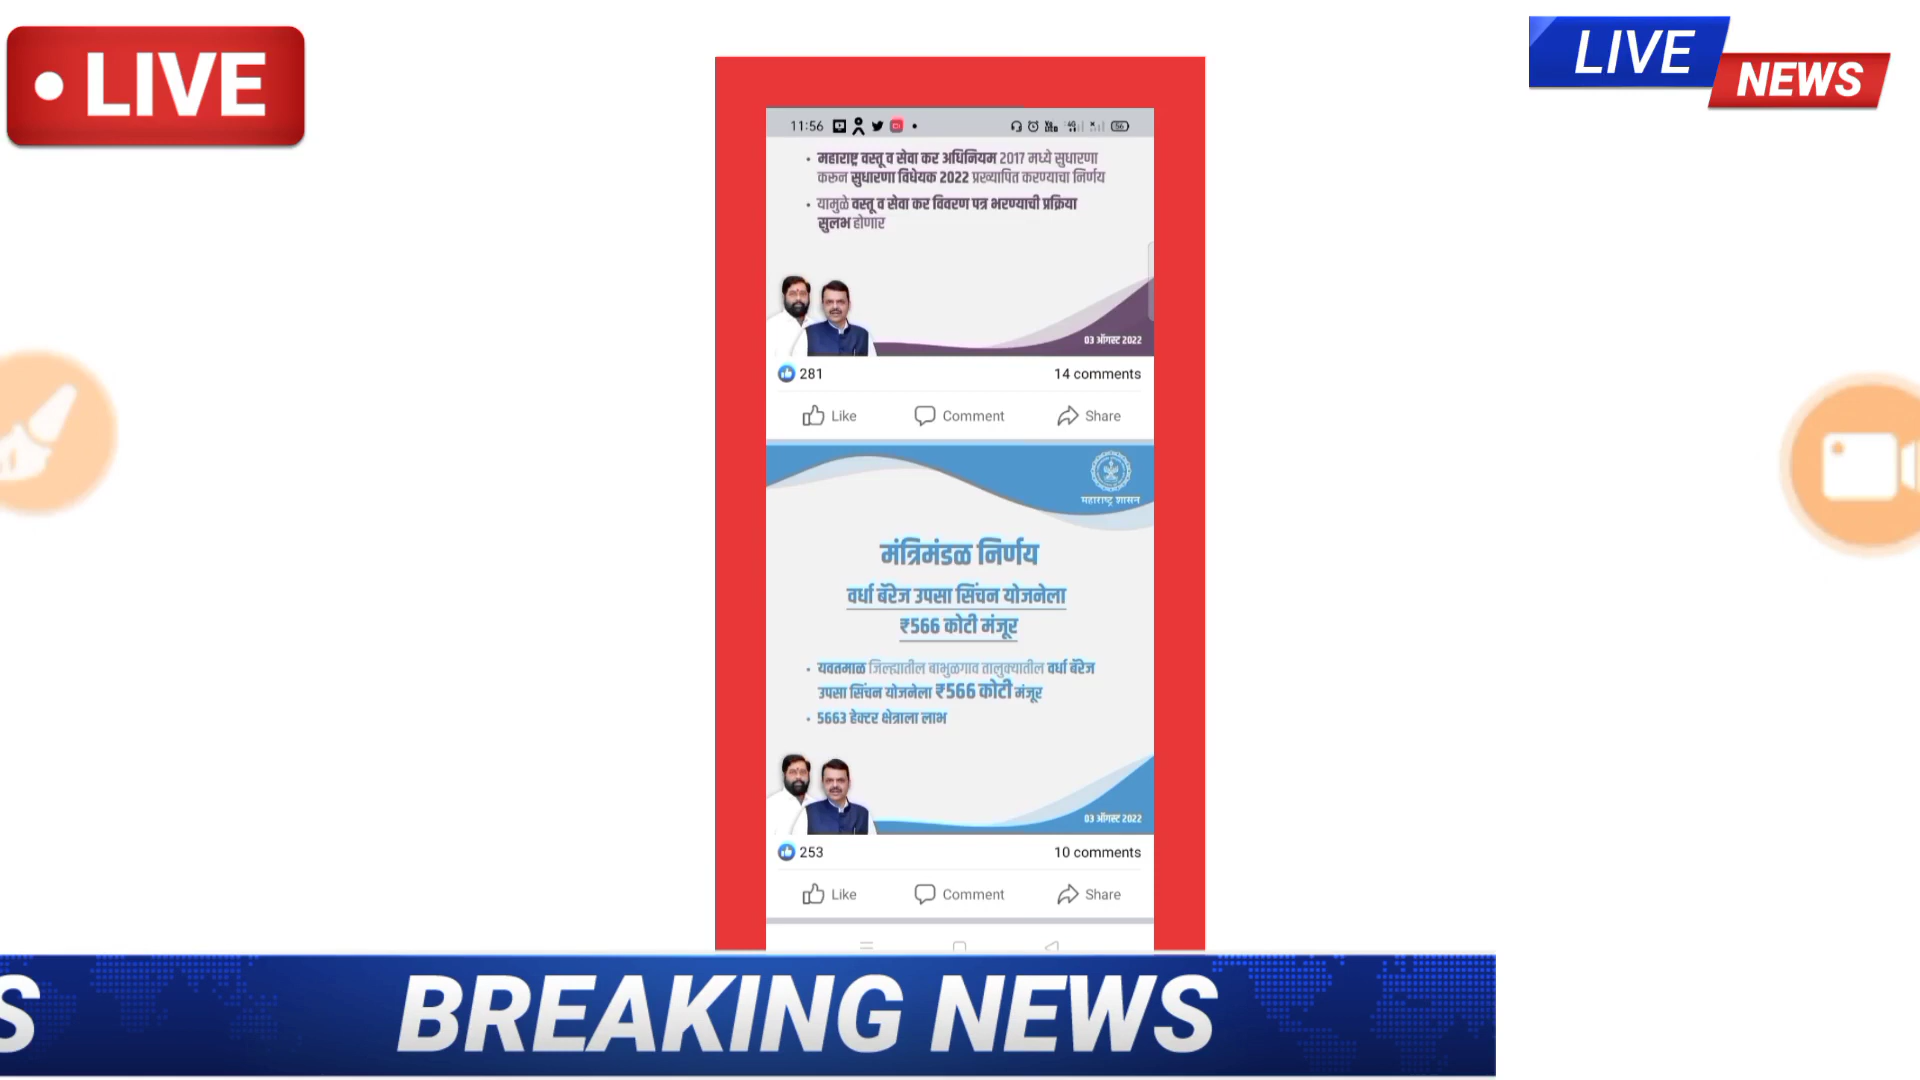 LIVE
LIVE
NEWS
11:56
• महाराष्ट्र वस्तू व सेवा कर अधिनियम 2017 मध्ये सुधारणा
करून सुधारणा विधेयक 2022 प्रख्यापित करण्याचा निर्णय
• यामुळे वस्तू व सेवा कर विवरण पत्र भरण्याची प्रक्रिया
सुलभ होणार
03 ऑगस्ट 2022
281
14 comments
Like
Comment
Share
महाराष्ट्र शासन
मंत्रिमंडळ निर्णय
वर्धा बॅरेज उपसा सिंचन योजनेला
₹566 कोटी मंजूर
• यवतमाळ जिल्ह्यातील बाभुळगाव तालुक्यातील वर्धा बॅरेज
उपसा सिंचन योजनेला ₹566 कोटी मंजूर
• 5663 हेक्टर क्षेत्राला लाभ
03 ऑगस्ट 2022
253
10 comments
Like
Comment
Share
S
BREAKING NEWS